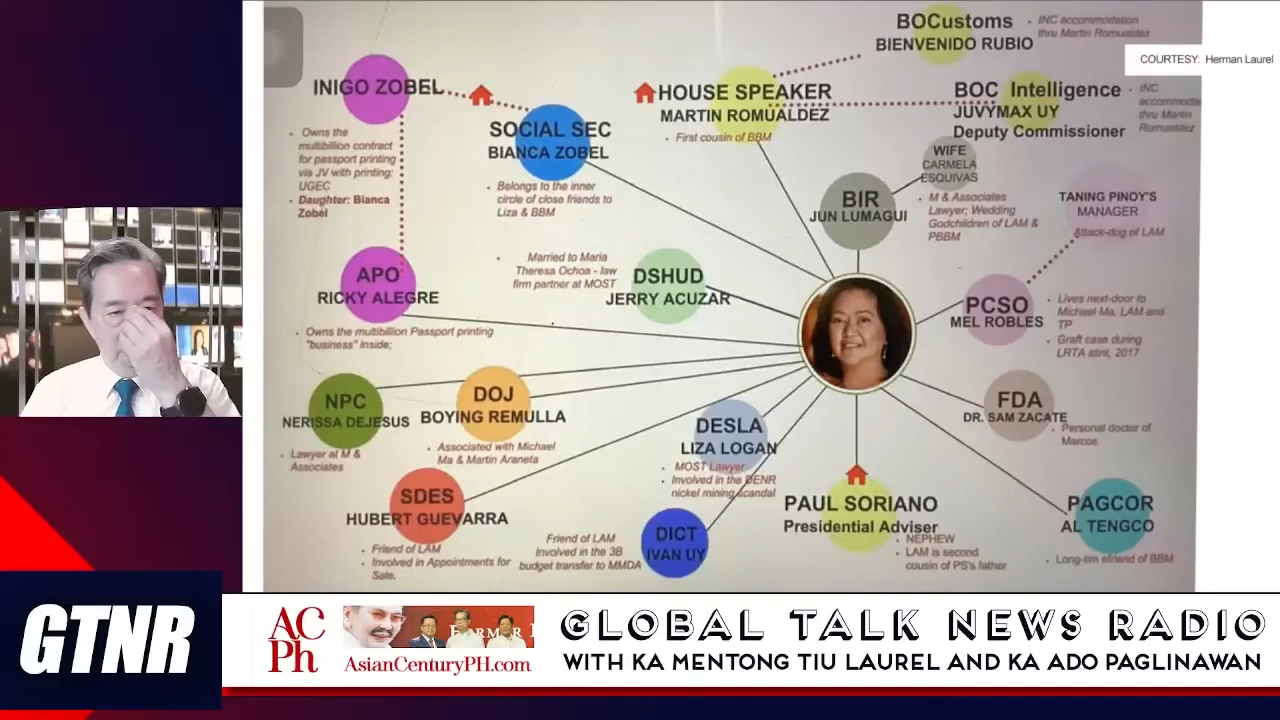 BOCustoms
BIENVENIDO RUBIO
INC accommodation
thru Martin Romualdez
COURTESY: Herman Laurel
INIGO ZOBEL
Owns the
multibillion contract
for passport printing
via JV with printing:
UGEC
Daughter: Bianca
Zobel
SOCIAL SEC
BIANCA ZOBEL
Belongs to the inner
circle of close friends to
Liza & BBM
HOUSE SPEAKER
MARTIN ROMUALDEZ
First cousin of BBM
BOC Intelligence
JUVYMAX UY
Deputy Commissioner
INC
accommoda
thru Martin
Romualdez
WIFE
CARMELA
ESQUIVAS
M & Associates
Lawyer; Wedding
Godchildren of LAM &
PBBM
BIR
JUN LUMAGUI
TANING PINOY'S
MANAGER
Attack-dog of LAM
APO
RICKY ALEGRE
Owns the multibillion Passport printing
"business" inside;
Married to Maria
Theresa Ochoa - law
firm partner at MOST
DSHUD
JERRY ACUZAR
PCSO
MEL ROBLES
Lives next-door to
Michael Ma, LAM and
TP
Graft case during
LRTA stint, 2017
NPC
NERISSA DEJESUS
Lawyer at M &
Associates
DOJ
BOYING REMULLA
Associated with Michael
Ma & Martin Araneta
DESLA
LIZA LOGAN
MOST Lawyer
Involved in the DENR
nickel mining scandal
FDA
DR. SAM ZACATE
Personal doctor of
Marcos
SDES
HUBERT GUEVARRA
Friend of LAM
Involved in Appointments for
Sale.
Friend of LAM
Involved in the 3B
budget transfer to MMDA
DICT
IVAN UY
PAUL SORIANO
Presidential Adviser
NEPHEW
LAM is second
cousin of PS's father
PAGCOR
AL TENGCO
Long-tim efriend of BBM
GTNR
AC
Ph
AsianCenturyPH.com
GLOBAL TALK NEWS RADIO
WITH KA MENTONG TIU LAUREL AND KA ADO PAGLINAWAN